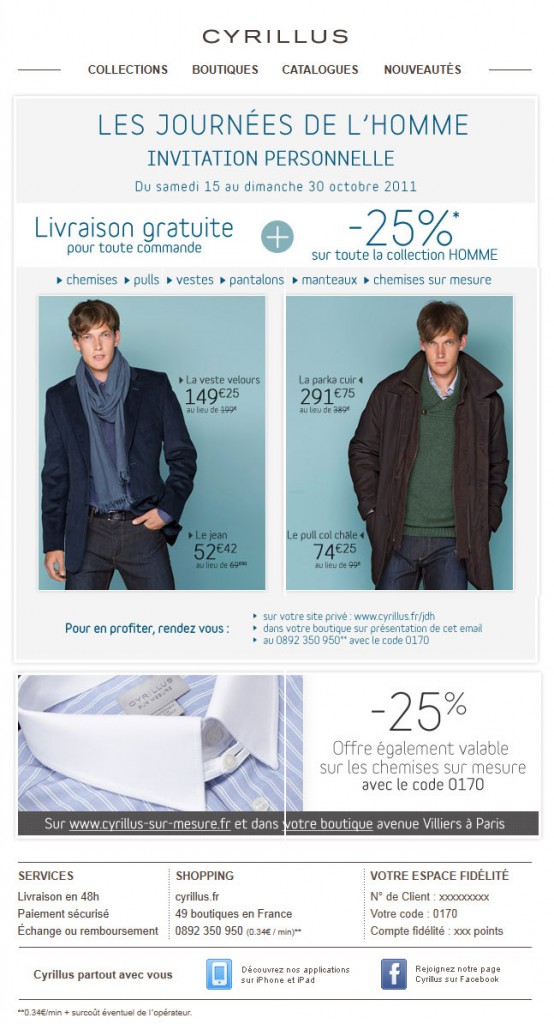 CYRILLUS
COLLECTIONS BOUTIQUES CATALOGUES NOUVEAUTÉS
LES JOURNÉES DE L'HOMME
INVITATION PERSONNELLE
Du samedi 15 au dimanche 30 octobre 2011
Livraison gratuite
pour toute commande
+
-25%*
sur toute la collection HOMME
chemises pulls vestes pantalons manteaux chemises sur mesure
La veste velours
149€25
au lieu de 199€
Le jean
52€42
au lieu de 69€90
La parka cuir
291€75
au lieu de 389€
Le pull col châle
74€25
au lieu de 99€
Pour en profiter, rendez vous :
sur votre site privé : www.cyrillus.fr/jdh
dans votre boutique sur présentation de cet email
au 0892 350 950** avec le code 0170
CYRILLUS
SUR MESURE
-25%
Offre également valable
sur les chemises sur mesure
avec le code 0170
Sur www.cyrillus-sur-mesure.fr et dans votre boutique avenue Villiers à Paris
SERVICES
Livraison en 48h
Paiement sécurisé
Échange ou remboursement
SHOPPING
cyrillus.fr
49 boutiques en France
0892 350 950 (0.34€ / min)**
VOTRE ESPACE FIDÉLITÉ
N° de Client : xxxxxxxxx
Votre code : 0170
Compte fidélité : xxx points
Cyrillus partout avec vous
Découvrez nos applications
sur iPhone et iPad
Rejoignez notre page
Cyrillus sur Facebook
**0.34€/min + surcoût éventuel de l'opérateur.